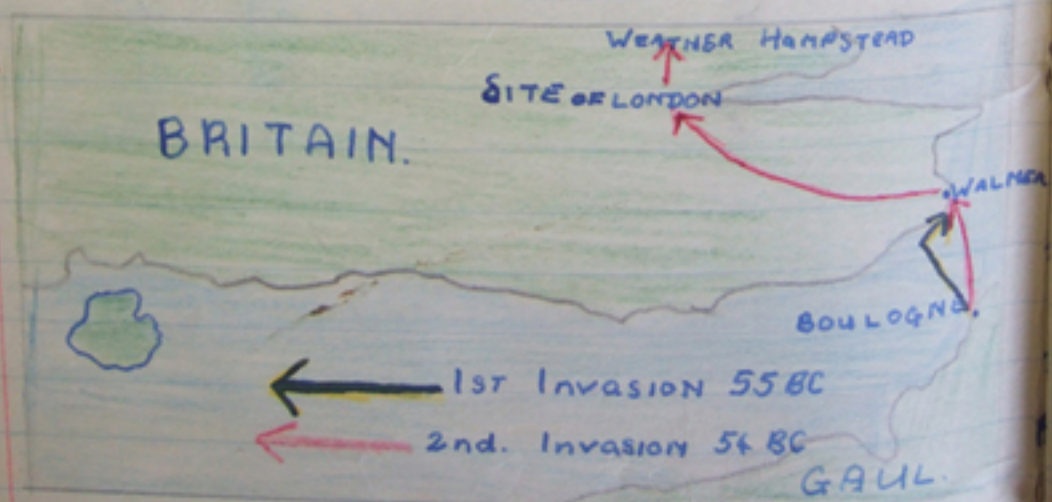 WEATHER HAMPSTEAD
SITE OF LONDON
BRITAIN.
WALMER
BOULOGNE
1ST INVASION 55 BC
2nd. INVASION 54 BC
GAUL.